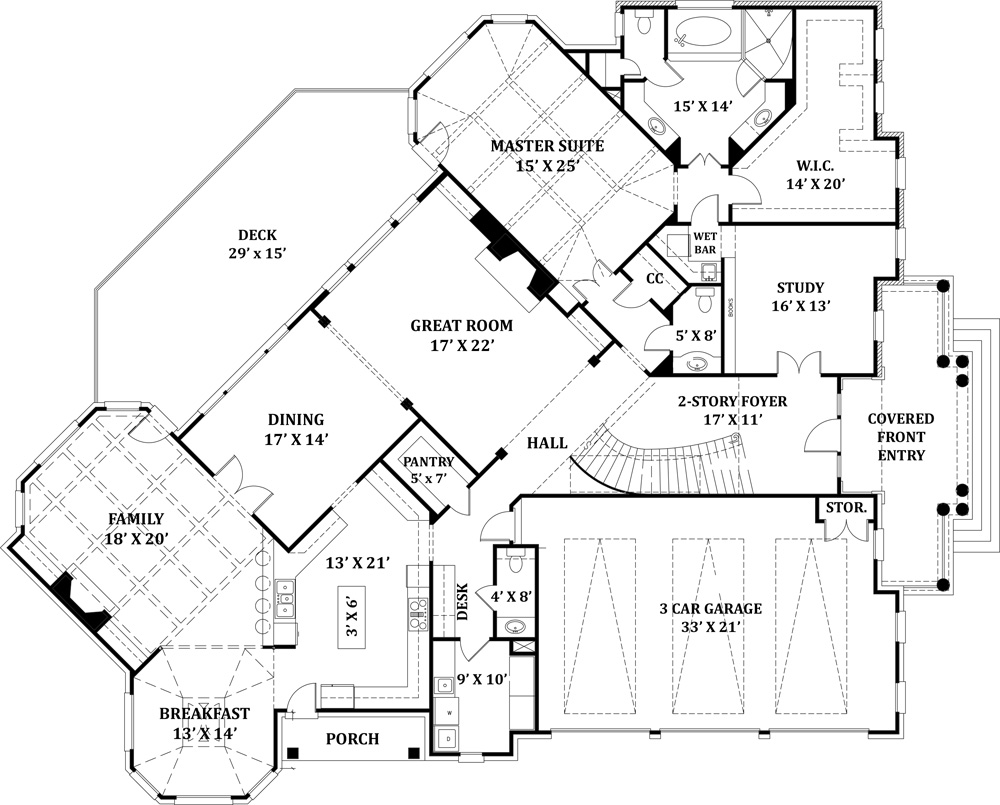 15' X 14'
MASTER SUITE
15' X 25'
W.I.C.
14' X 20'
DECK
29' x 15'
WET
BAR
CC
STUDY
16' X 13'
BOOKS
GREAT ROOM
17' X 22'
5' X 8'
2-STORY FOYER
17' X 11'
DINING
17' X 14'
COVERED
FRONT
ENTRY
HALL
PANTRY
5' x 7'
STOR.
FAMILY
18' X 20'
13' X 21'
DESK
4' X 8'
3' X 6'
3 CAR GARAGE
33' X 21'
9' X 10'
W
D
BREAKFAST
13' X 14'
PORCH